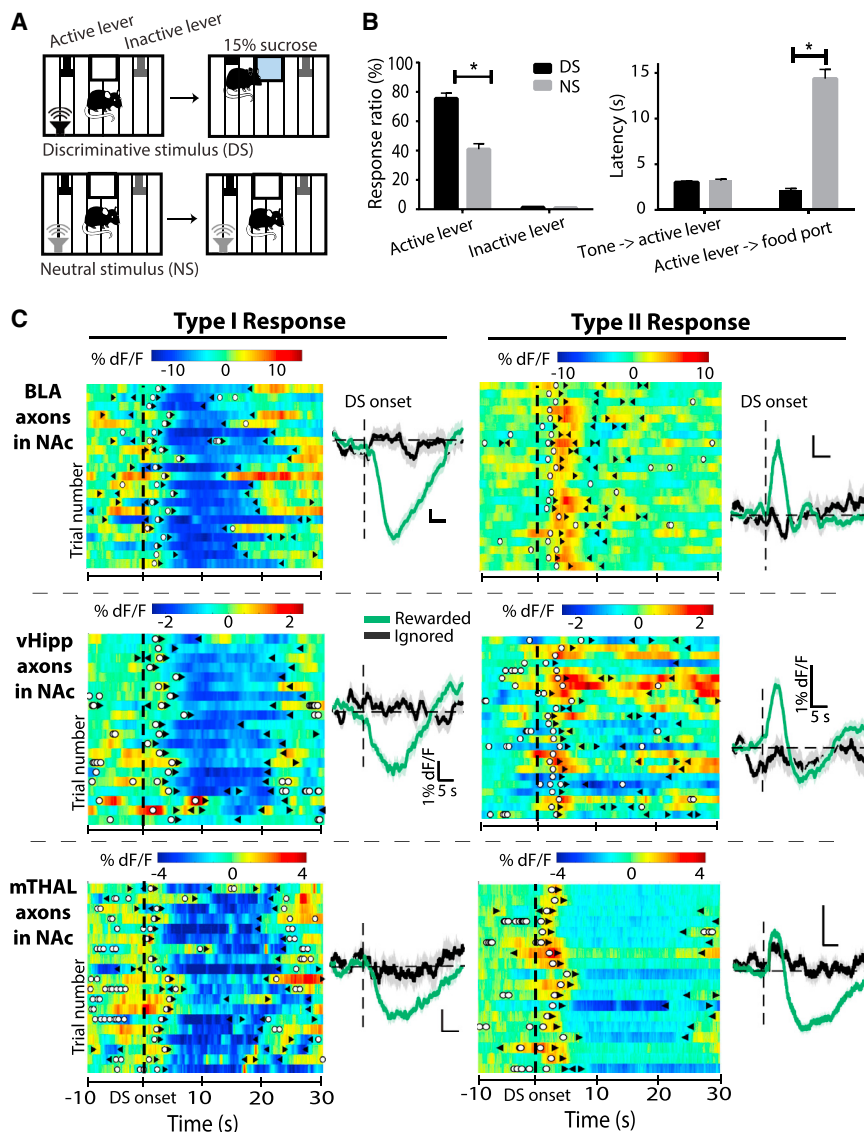 A
Active lever
Inactive lever
15% sucrose
Discriminative stimulus (DS)
Neutral stimulus (NS)
B
Response ratio (%)
100
80
60
40
20
0
*
DS
NS
Active lever
Inactive lever
Latency (s)
15
10
5
0
*
Tone -> active lever
Active lever -> food port
C
Type I Response
Type II Response
% dF/F
-10 0 10
% dF/F
-10 0 10
BLA
axons
in NAc
Trial number
DS onset
DS onset
% dF/F
-2 0 2
Rewarded
Ignored
% dF/F
-2 0 2
vHipp
axons
in NAc
Trial number
1% dF/F
5 s
1% dF/F
5 s
% dF/F
-4 0 4
% dF/F
-4 0 4
mTHAL
axons
in NAc
Trial number
-10 DS onset 10 20 30
Time (s)
-10 DS onset 10 20 30
Time (s)